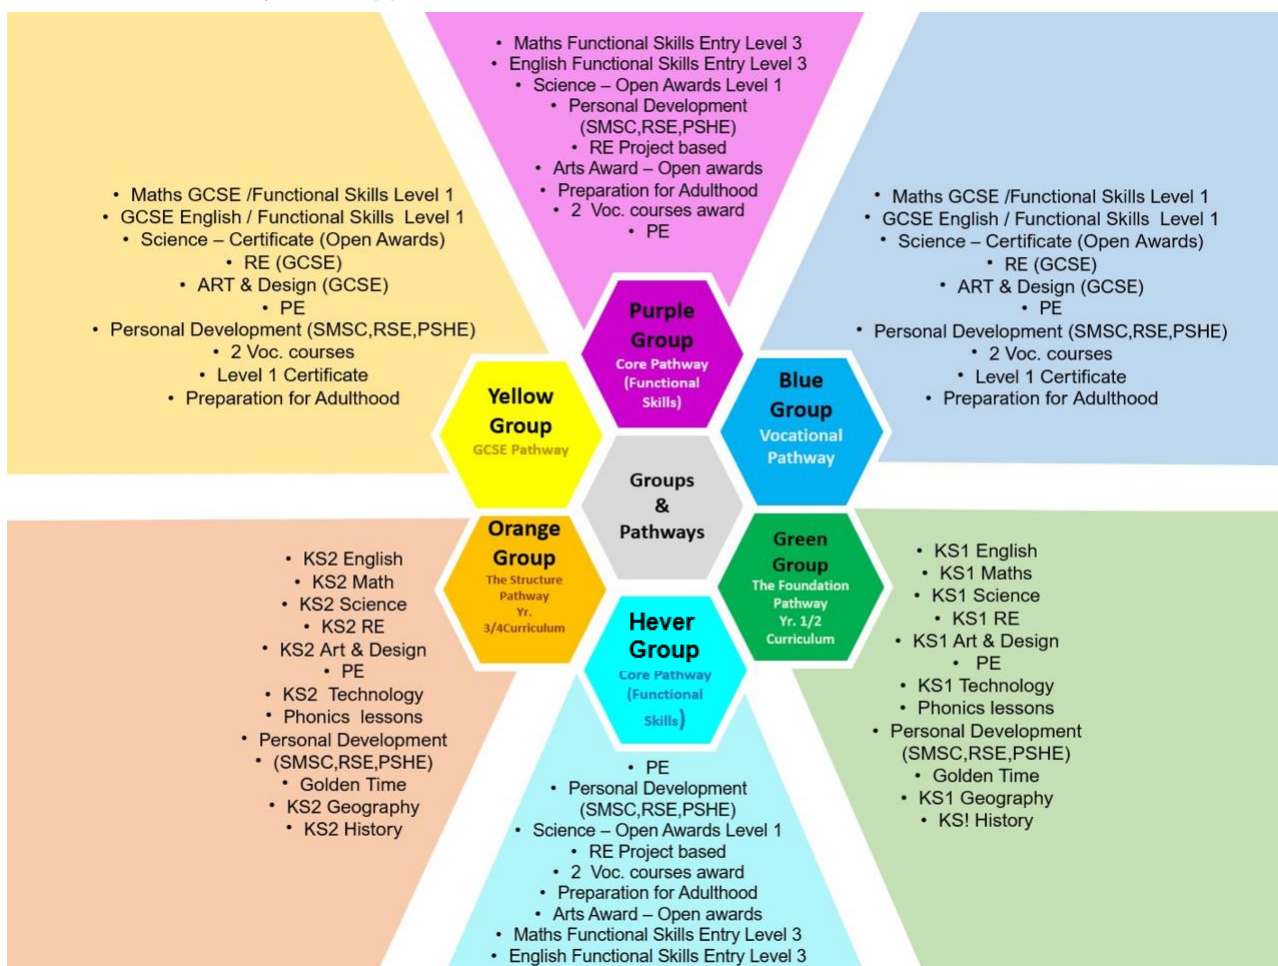 • Maths Functional Skills Entry Level 3
• English Functional Skills Entry Level 3
• Science – Open Awards Level 1
• Personal Development
(SMSC,RSE,PSHE)
• RE Project based
• Arts Award – Open awards
• Preparation for Adulthood
• 2 Voc. courses award
• PE
• Maths GCSE /Functional Skills Level 1
• GCSE English / Functional Skills Level 1
• Science – Certificate (Open Awards)
• RE (GCSE)
• ART & Design (GCSE)
• PE
• Personal Development (SMSC,RSE,PSHE)
• 2 Voc. courses
• Level 1 Certificate
• Preparation for Adulthood
• Maths GCSE /Functional Skills Level 1
• GCSE English / Functional Skills Level 1
• Science – Certificate (Open Awards)
• RE (GCSE)
• ART & Design (GCSE)
• PE
• Personal Development (SMSC,RSE,PSHE)
• 2 Voc. courses
• Level 1 Certificate
• Preparation for Adulthood
Purple
Group
Core Pathway
(Functional
Skills)
Yellow
Group
GCSE Pathway
Blue
Group
Vocational
Pathway
Groups
&
Pathways
Orange
Group
The Structure
Pathway
Yr.
3/4Curriculum
Green
Group
The Foundation
Pathway
Yr. 1/2
Curriculum
Hever
Group
Core Pathway
(Functional
Skills)
• KS2 English
• KS2 Math
• KS2 Science
• KS2 RE
• KS2 Art & Design
• PE
• KS2 Technology
• Phonics lessons
• Personal Development
• (SMSC,RSE,PSHE)
• Golden Time
• KS2 Geography
• KS2 History
• KS1 English
• KS1 Maths
• KS1 Science
• KS1 RE
• KS1 Art & Design
• PE
• KS1 Technology
• Phonics lessons
• Personal Development
(SMSC,RSE,PSHE)
• Golden Time
• KS1 Geography
• KS! History
• PE
• Personal Development
(SMSC,RSE,PSHE)
• Science – Open Awards Level 1
• RE Project based
• 2 Voc. courses award
• Preparation for Adulthood
• Arts Award – Open awards
• Maths Functional Skills Entry Level 3
• English Functional Skills Entry Level 3